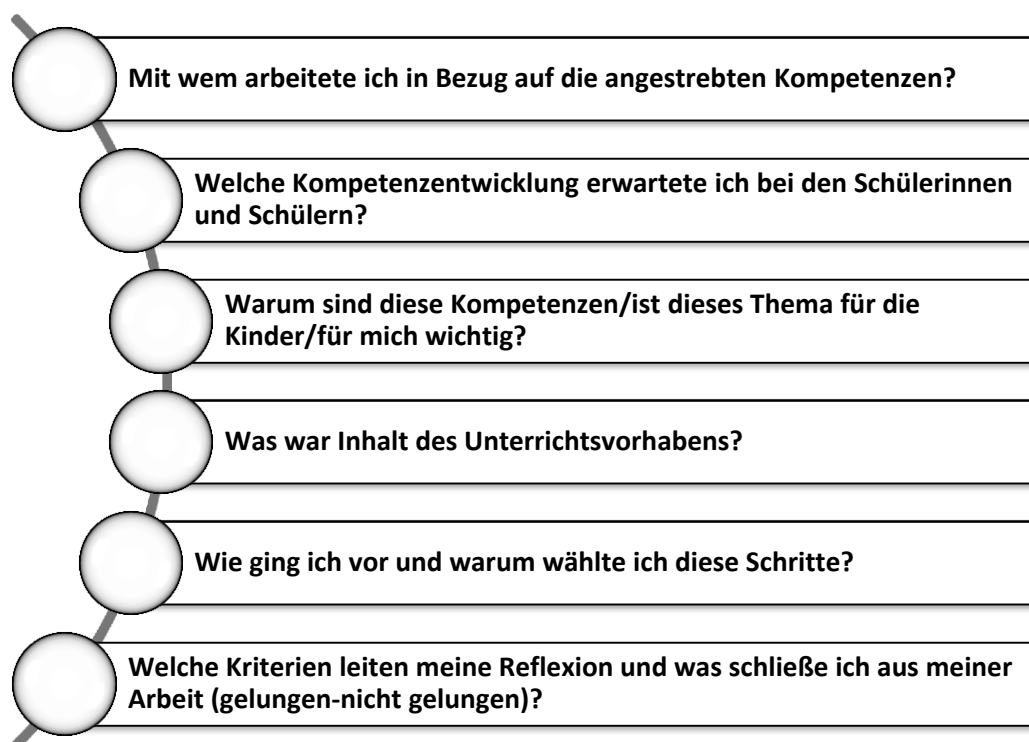 Mit wem arbeitete ich in Bezug auf die angestrebten Kompetenzen?
Welche Kompetenzentwicklung erwartete ich bei den Schülerinnen
und Schülern?
Warum sind diese Kompetenzen/ist dieses Thema für die
Kinder/für mich wichtig?
Was war Inhalt des Unterrichtsvorhabens?
Wie ging ich vor und warum wählte ich diese Schritte?
Welche Kriterien leiten meine Reflexion und was schließe ich aus meiner
Arbeit (gelungen-nicht gelungen)?